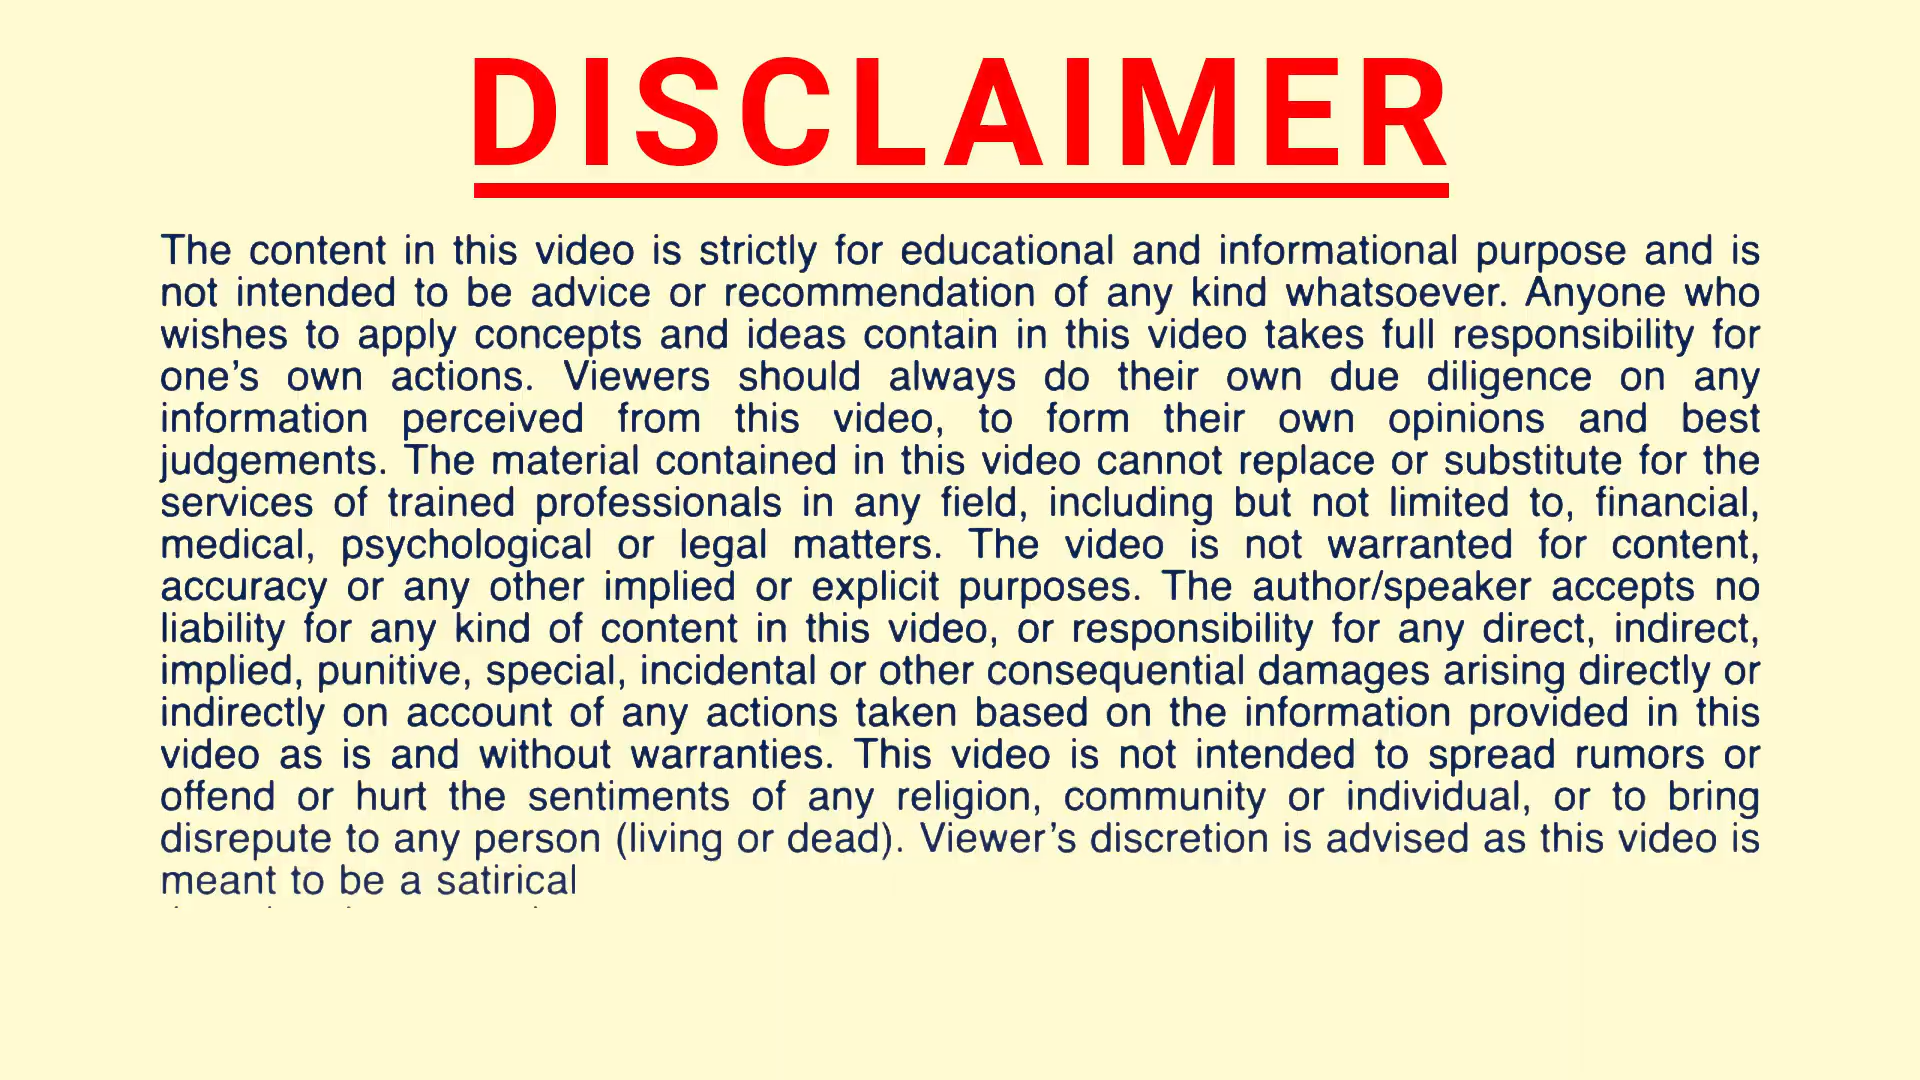 DISCLAIMER
The content in this video is strictly for educational and informational purpose and is
not intended to be advice or recommendation of any kind whatsoever. Anyone who
wishes to apply concepts and ideas contain in this video takes full responsibility for
one’s own actions. Viewers should always do their own due diligence on any
information perceived from this video, to form their own opinions and best
judgements. The material contained in this video cannot replace or substitute for the
services of trained professionals in any field, including but not limited to, financial,
medical, psychological or legal matters. The video is not warranted for content,
accuracy or any other implied or explicit purposes. The author/speaker accepts no
liability for any kind of content in this video, or responsibility for any direct, indirect,
implied, punitive, special, incidental or other consequential damages arising directly or
indirectly on account of any actions taken based on the information provided in this
video as is and without warranties. This video is not intended to spread rumors or
offend or hurt the sentiments of any religion, community or individual, or to bring
disrepute to any person (living or dead). Viewer’s discretion is advised as this video is
meant to be a satirical